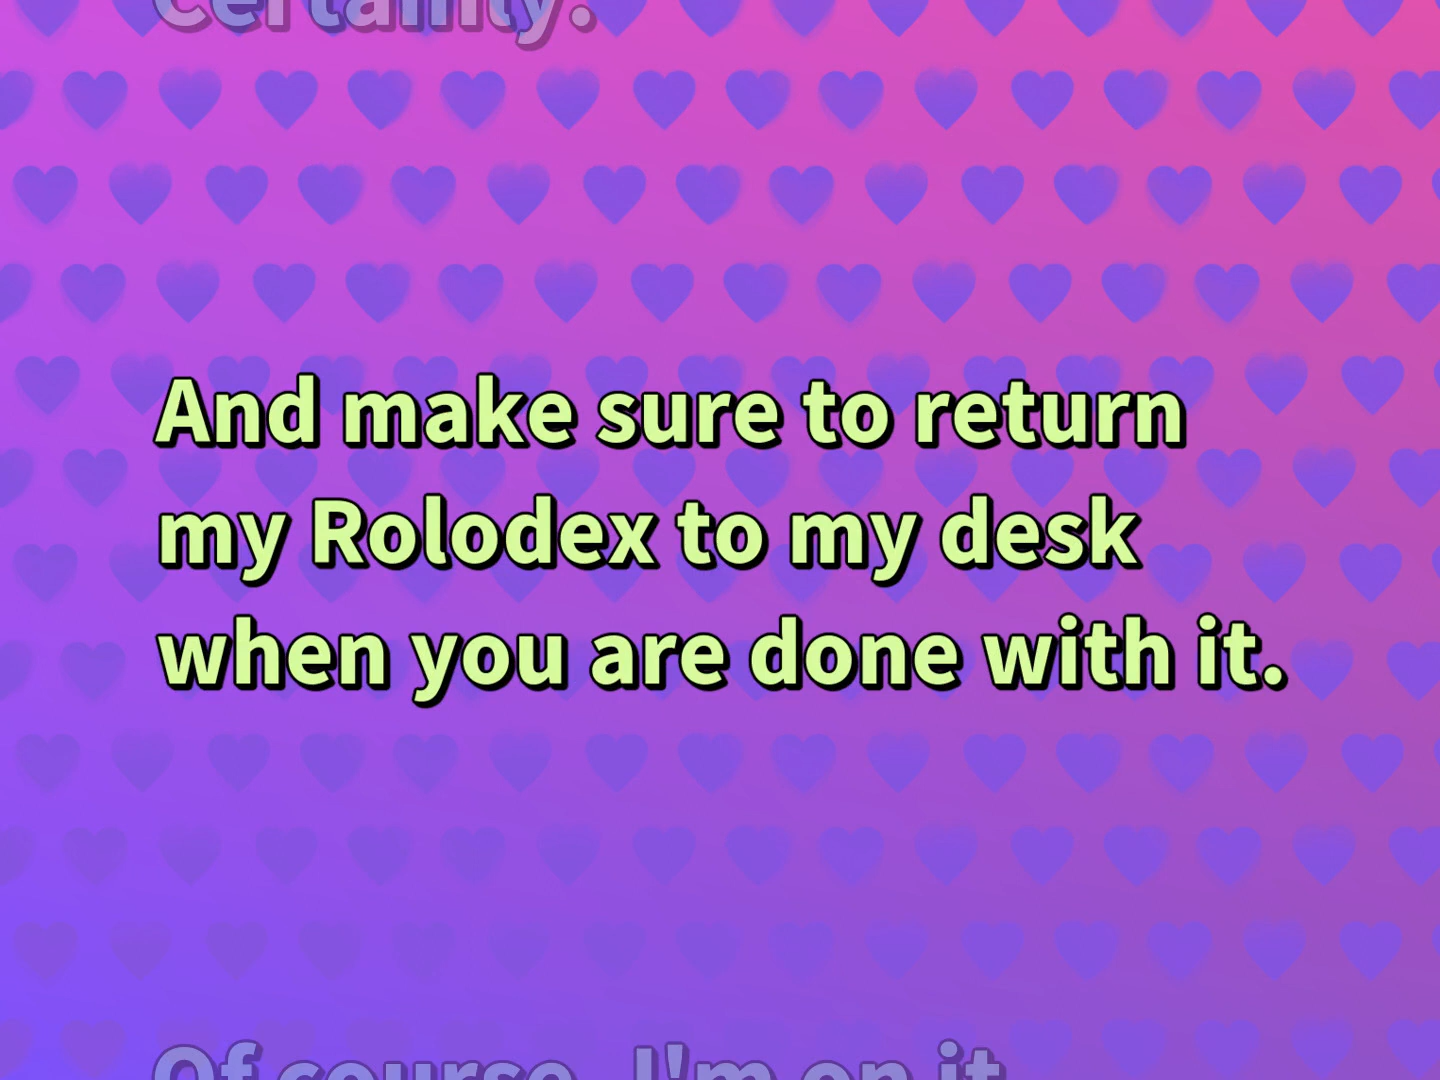 Certainly.
And make sure to return
my Rolodex to my desk
when you are done with it.
Of course, I'm on it